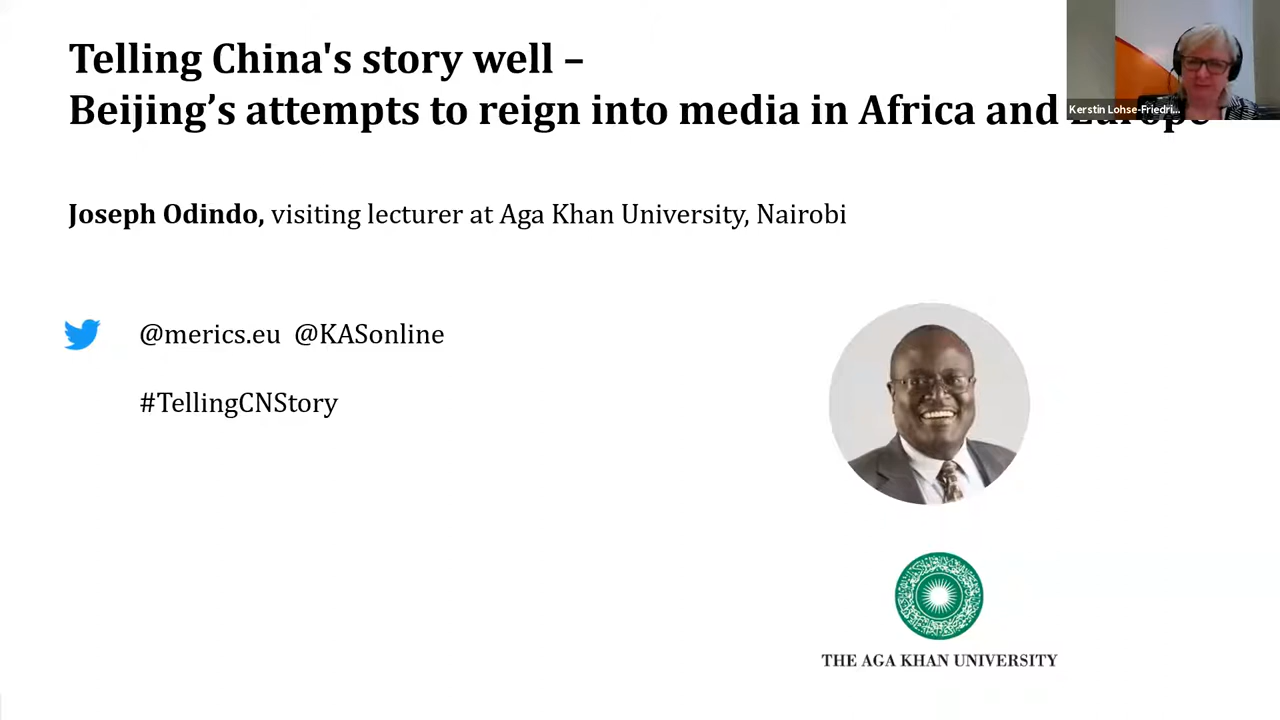 Telling China's story well –
Beijing’s attempts to reign into media in Africa and Europe
Kerstin Lohse-Friedri...
Joseph Odindo, visiting lecturer at Aga Khan University, Nairobi
@merics.eu @KASonline
#TellingCNStory
THE AGA KHAN UNIVERSITY